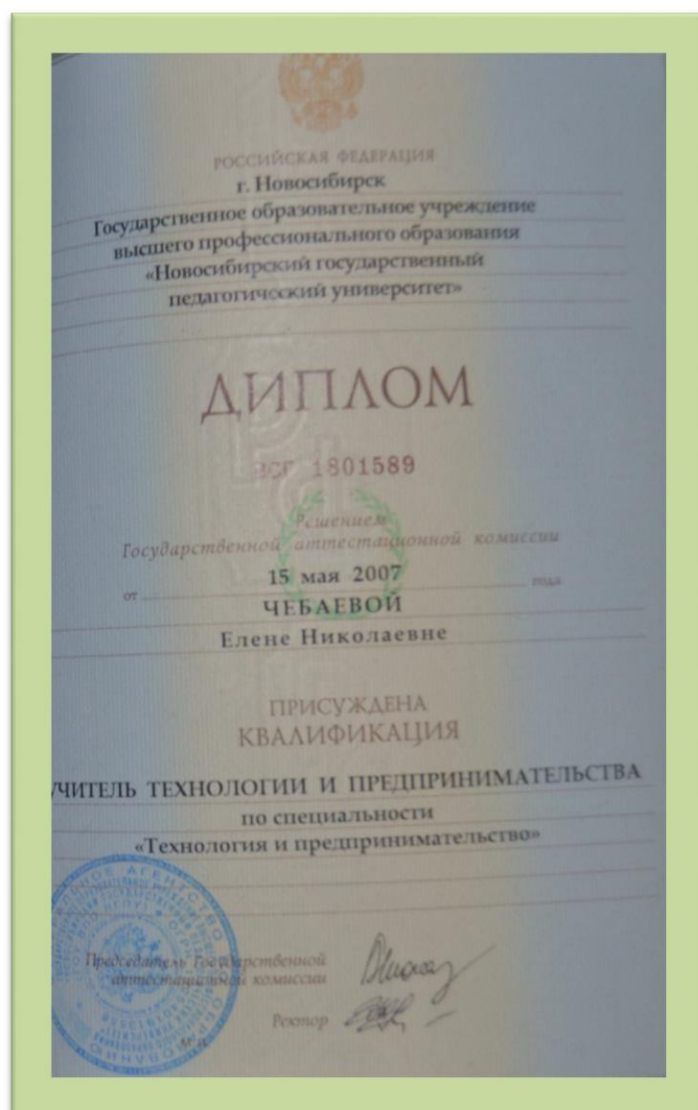 РОССИЙСКАЯ ФЕДЕРАЦИЯ
г. Новосибирск
Государственное образовательное учреждение
высшего профессионального образования
«Новосибирский государственный
педагогический университет»
ДИПЛОМ
ВСГ 1801589
Решением
Государственной аттестационной комиссии
от 15 мая 2007 года
ЧЕБАЕВОЙ
Елене Николаевне
ПРИСУЖДЕНА
КВАЛИФИКАЦИЯ
УЧИТЕЛЬ ТЕХНОЛОГИИ И ПРЕДПРИНИМАТЕЛЬСТВА
по специальности
«Технология и предпринимательство»
Председатель Государственной
аттестационной комиссии
Ректор
М.П.